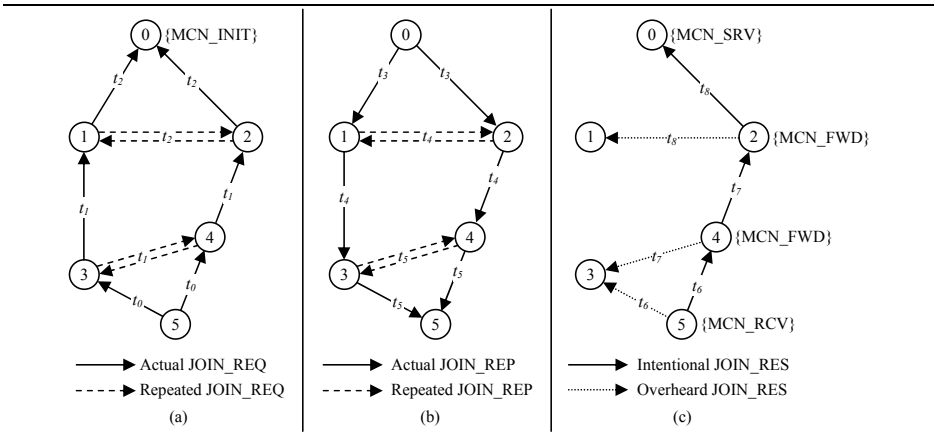 0 {MCN_INIT}
t2
t2
1
t2
2
t1
t1
4
t1
3
t0
t0
5
Actual JOIN_REQ
Repeated JOIN_REQ
(a)
0
t3
t3
1
t4
2
t4
t4
4
t5
3
t5
t5
5
Actual JOIN_REP
Repeated JOIN_REP
(b)
0 {MCN_SRV}
t8
1
t8
2 {MCN_FWD}
t7
4 {MCN_FWD}
t7
3
t6
t6
5 {MCN_RCV}
Intentional JOIN_RES
Overheard JOIN_RES
(c)